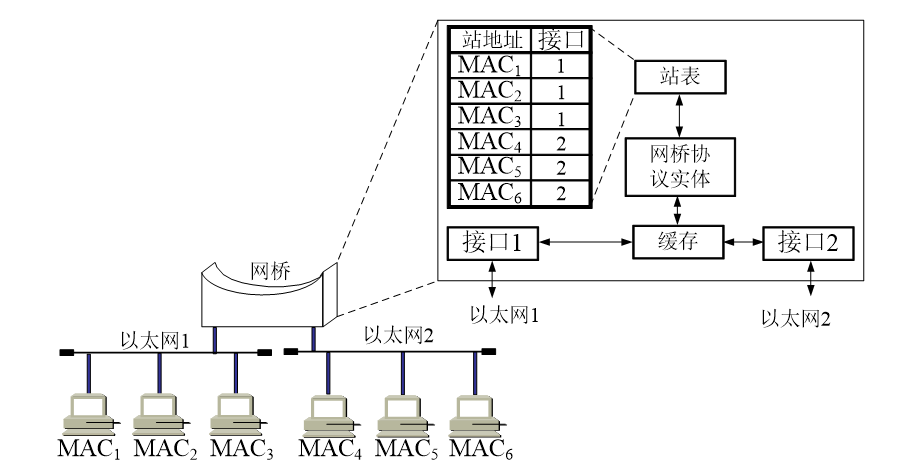 站地址 接口
MAC₁ 1
MAC₂ 1
MAC₃ 1
MAC₄ 2
MAC₅ 2
MAC₆ 2
站表
网桥协
议实体
接口1
缓存
接口2
以太网1
以太网2
网桥
以太网1
以太网2
MAC₁ MAC₂ MAC₃ MAC₄ MAC₅ MAC₆